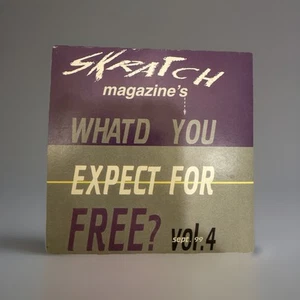 SKRATCH
magazine's
WHATD YOU
EXPECT FOR
FREE? vol.4
sept. 99